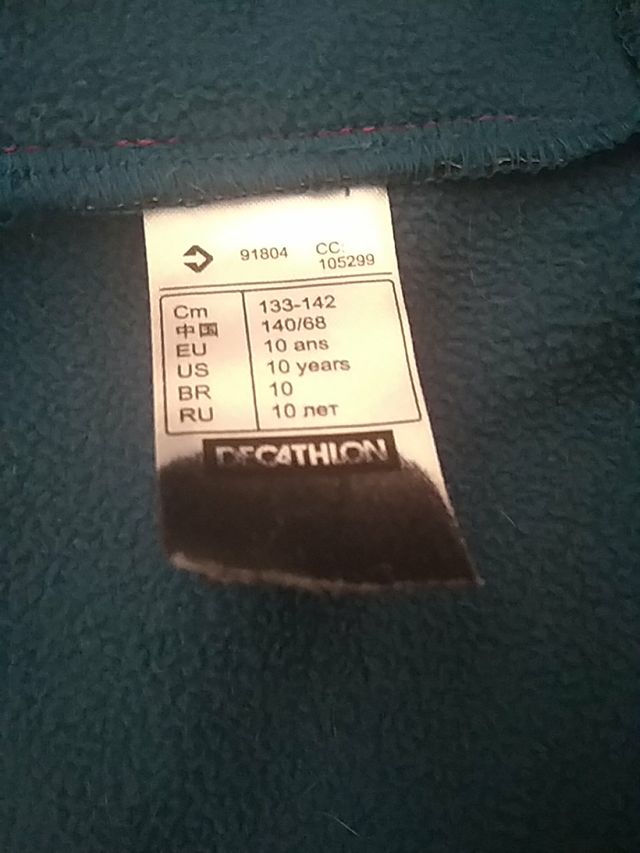 91804 CC:
105299
Cm 133-142
中国 140/68
EU 10 ans
US 10 years
BR 10
RU 10 лет
DECATHLON